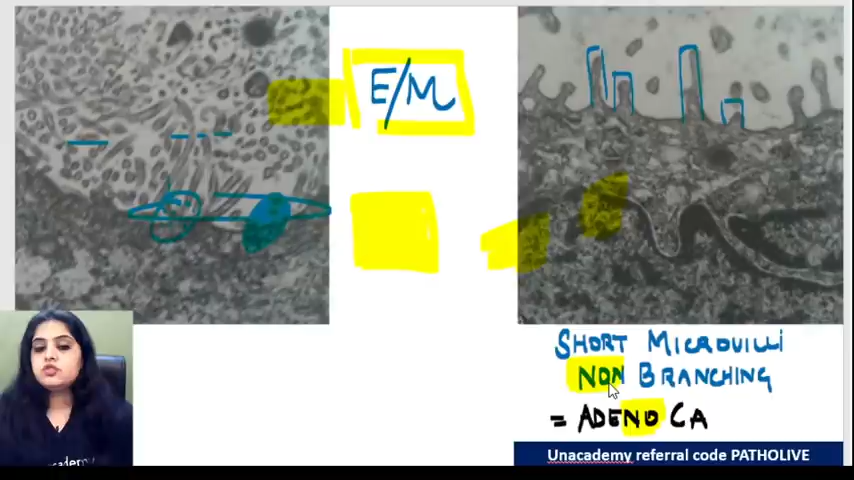 E/M
SHORT MICROVILLI
NON BRANCHING
= ADENO CA
Unacademy referral code PATHOLIVE